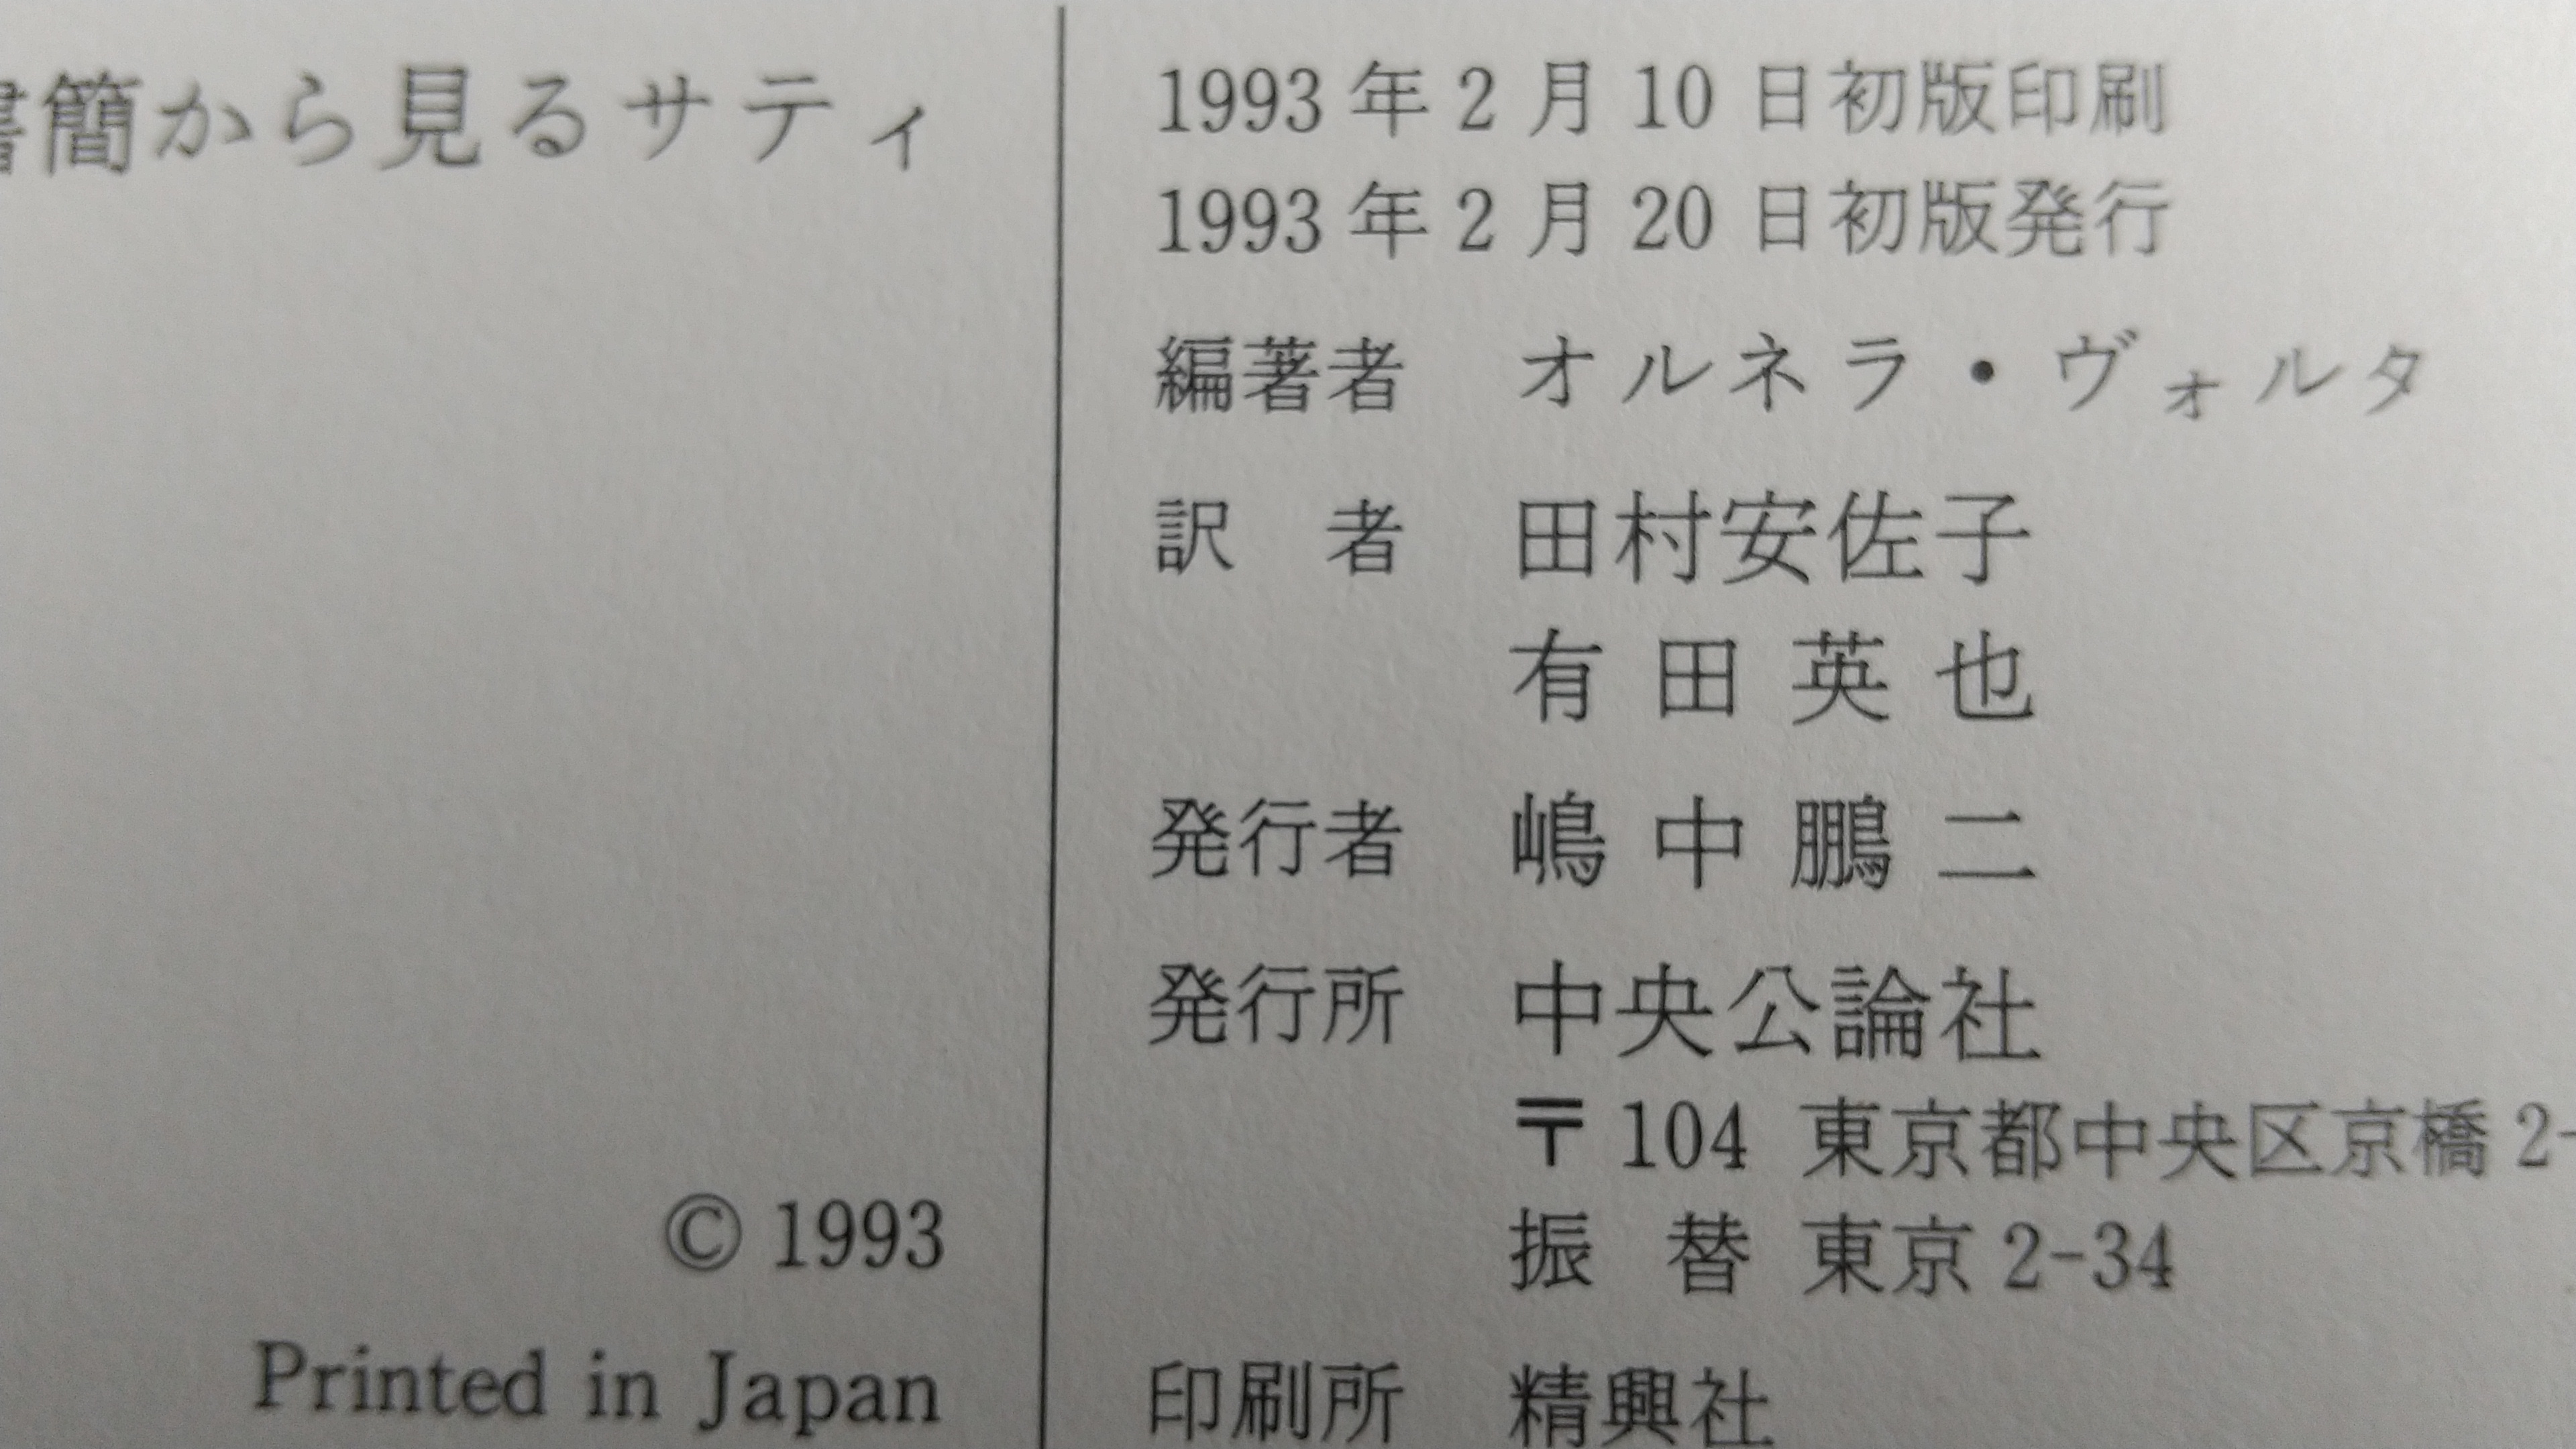 書簡から見るサティ
© 1993
Printed in Japan
1993年2月10日初版印刷
1993年2月20日初版発行
編著者 オルネラ・ヴォルタ
訳者 田村安佐子
有田英也
発行者 嶋中鵬二
発行所 中央公論社
〒104 東京都中央区京橋2-
振替 東京2-34
印刷所 精興社